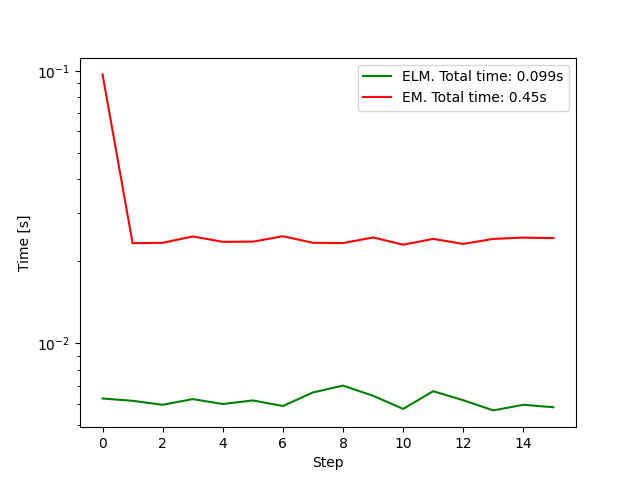 ELM. Total time: 0.099s
EM. Total time: 0.45s
10⁻¹
10⁻²
Time [s]
0 2 4 6 8 10 12 14
Step